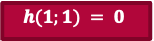 h(1;1) = 0